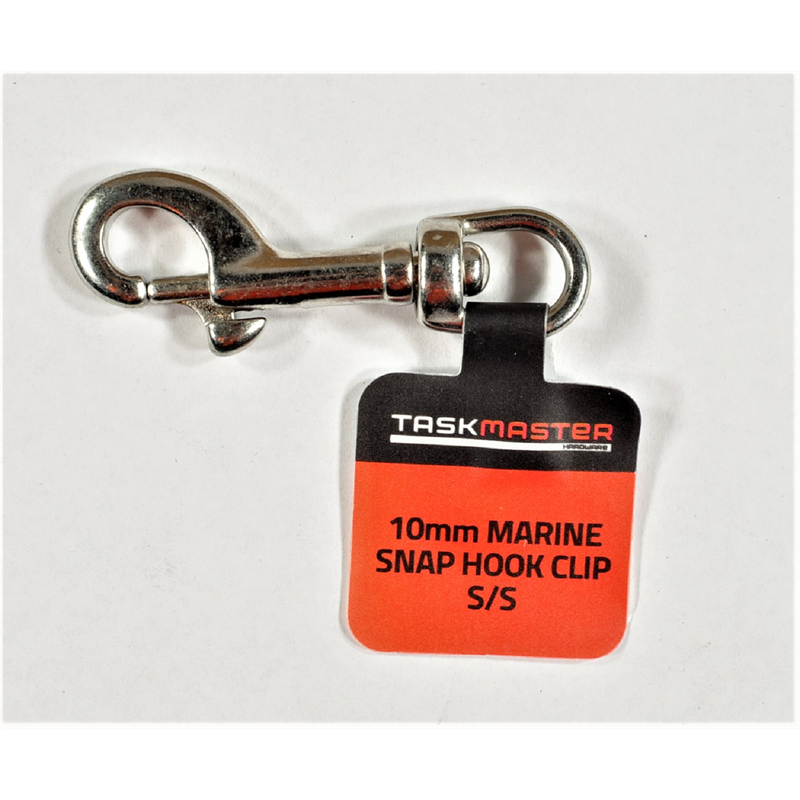 TASKMASTER
HARDWARE
10mm MARINE
SNAP HOOK CLIP
S/S